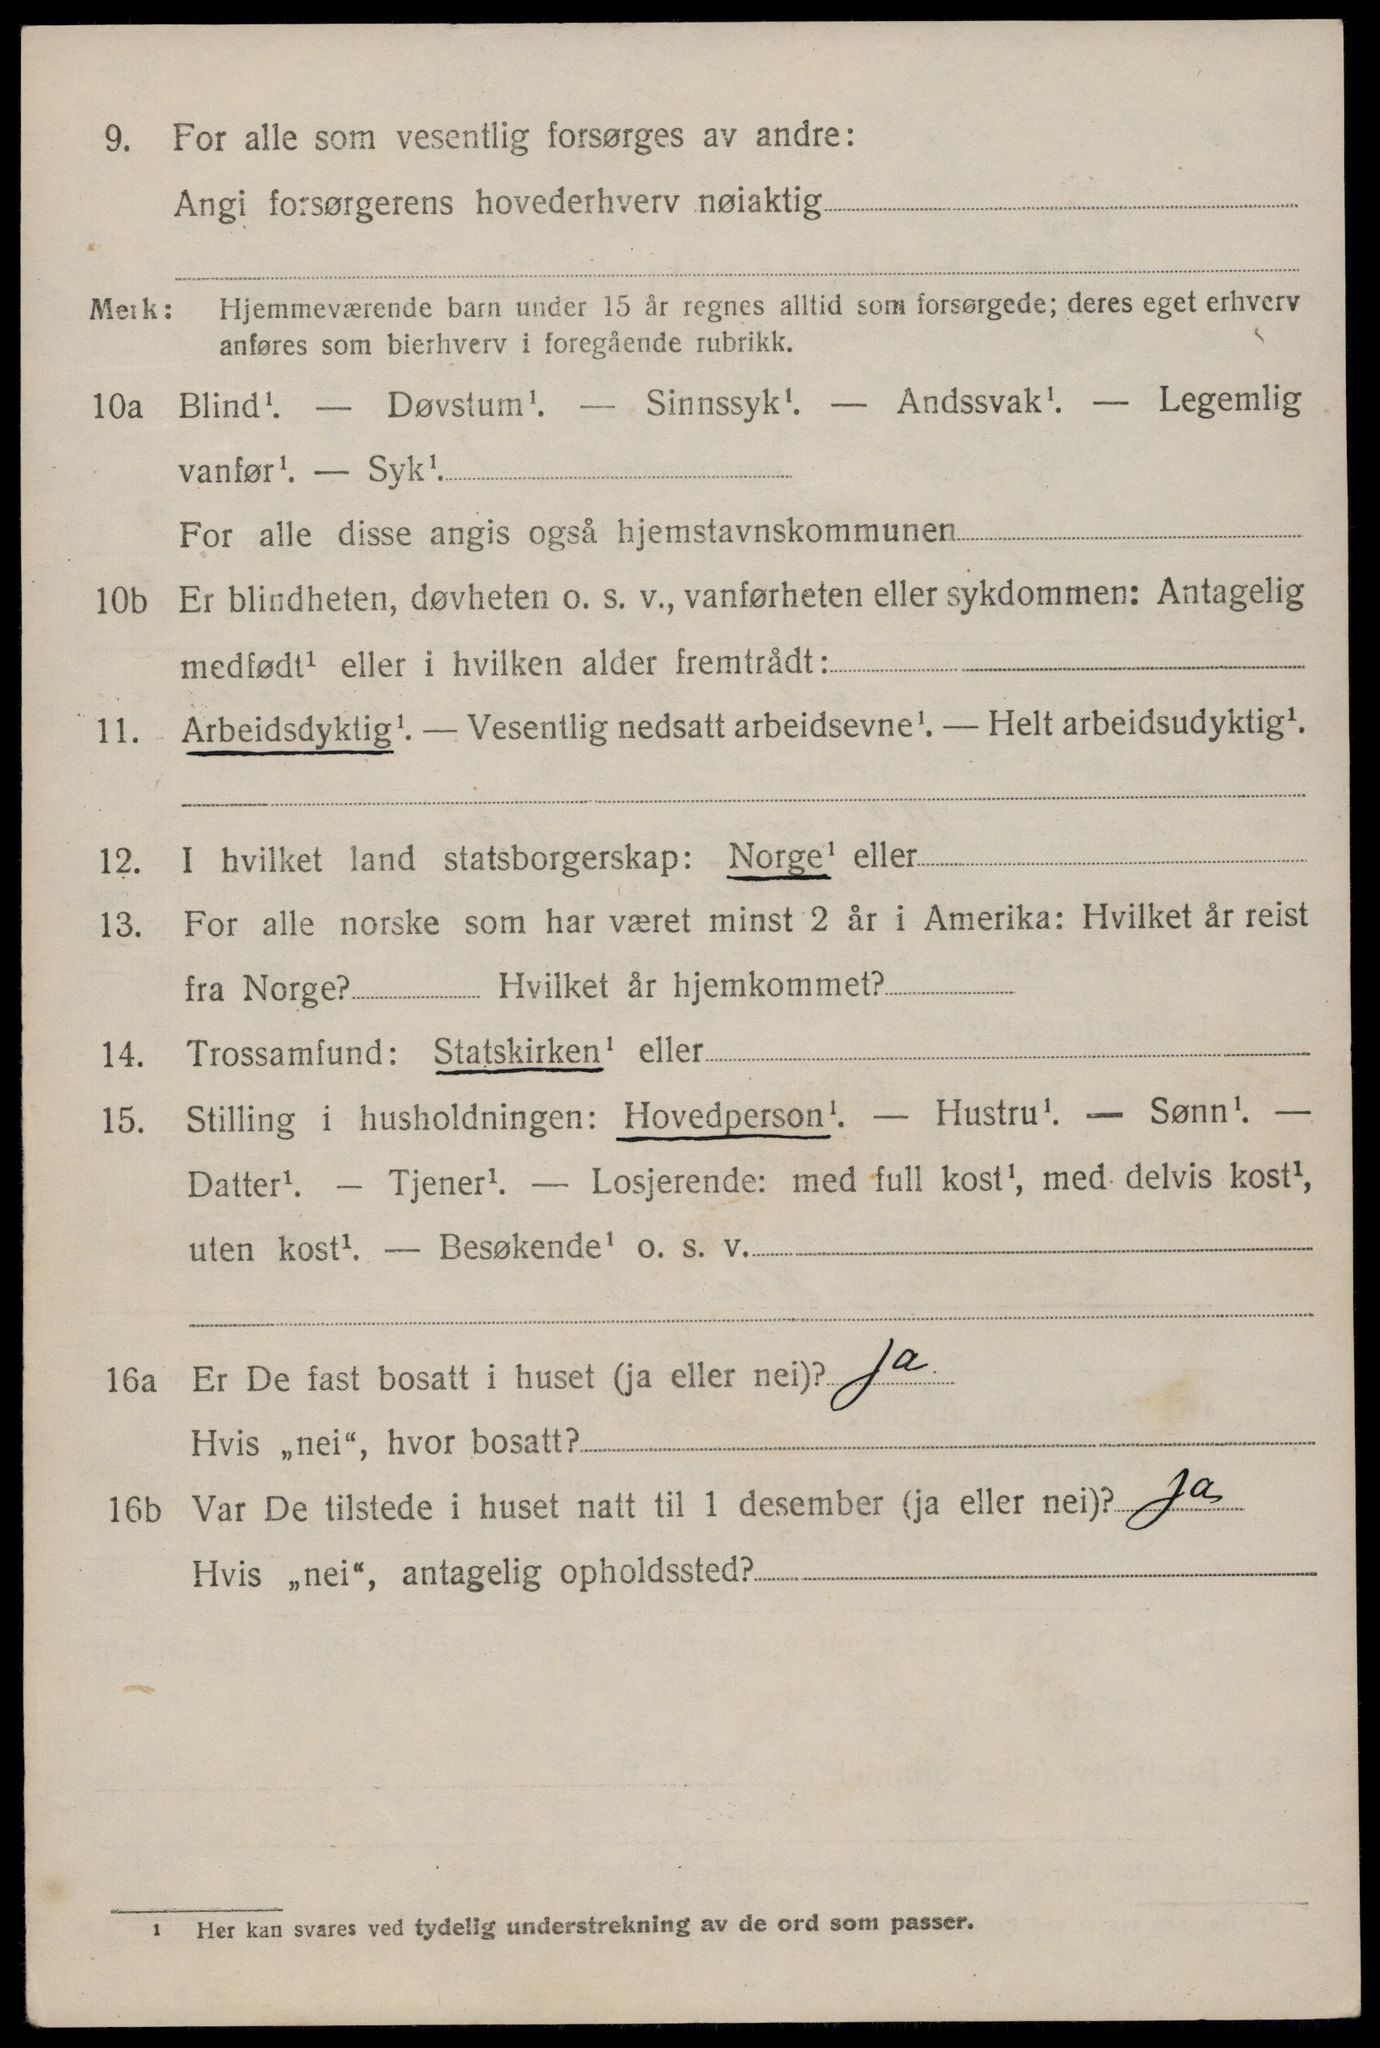 9. For alle som vesentlig forsørges av andre:
Angi forsørgerens hovederhverv nøiaktig
Merk: Hjemmeværende barn under 15 år regnes alltid som forsørgede; deres eget erhverv
anføres som bierhverv i foregående rubrikk.
10a Blind¹. — Døvstum¹. — Sinnssyk¹. — Andssvak¹. — Legemlig
vanfør¹. — Syk¹.
For alle disse angis også hjemstavnskommunen
10b Er blindheten, døvheten o. s. v., vanførheten eller sykdommen: Antagelig
medfødt¹ eller i hvilken alder fremtrådt:
11. Arbeidsdyktig¹. — Vesentlig nedsatt arbeidsevne¹. — Helt arbeidsudyktig¹.
12. I hvilket land statsborgerskap: Norge¹ eller
13. For alle norske som har været minst 2 år i Amerika: Hvilket år reist
fra Norge? Hvilket år hjemkommet?
14. Trossamfund: Statskirken¹ eller
15. Stilling i husholdningen: Hovedperson¹. — Hustru¹. — Sønn¹. —
Datter¹. — Tjener¹. — Losjerende: med full kost¹, med delvis kost¹,
uten kost¹. — Besøkende¹ o. s. v.
16a Er De fast bosatt i huset (ja eller nei)? ja
Hvis „nei“, hvor bosatt?
16b Var De tilstede i huset natt til 1 desember (ja eller nei)? ja
Hvis „nei“, antagelig opholdssted?
1 Her kan svares ved tydelig understrekning av de ord som passer.